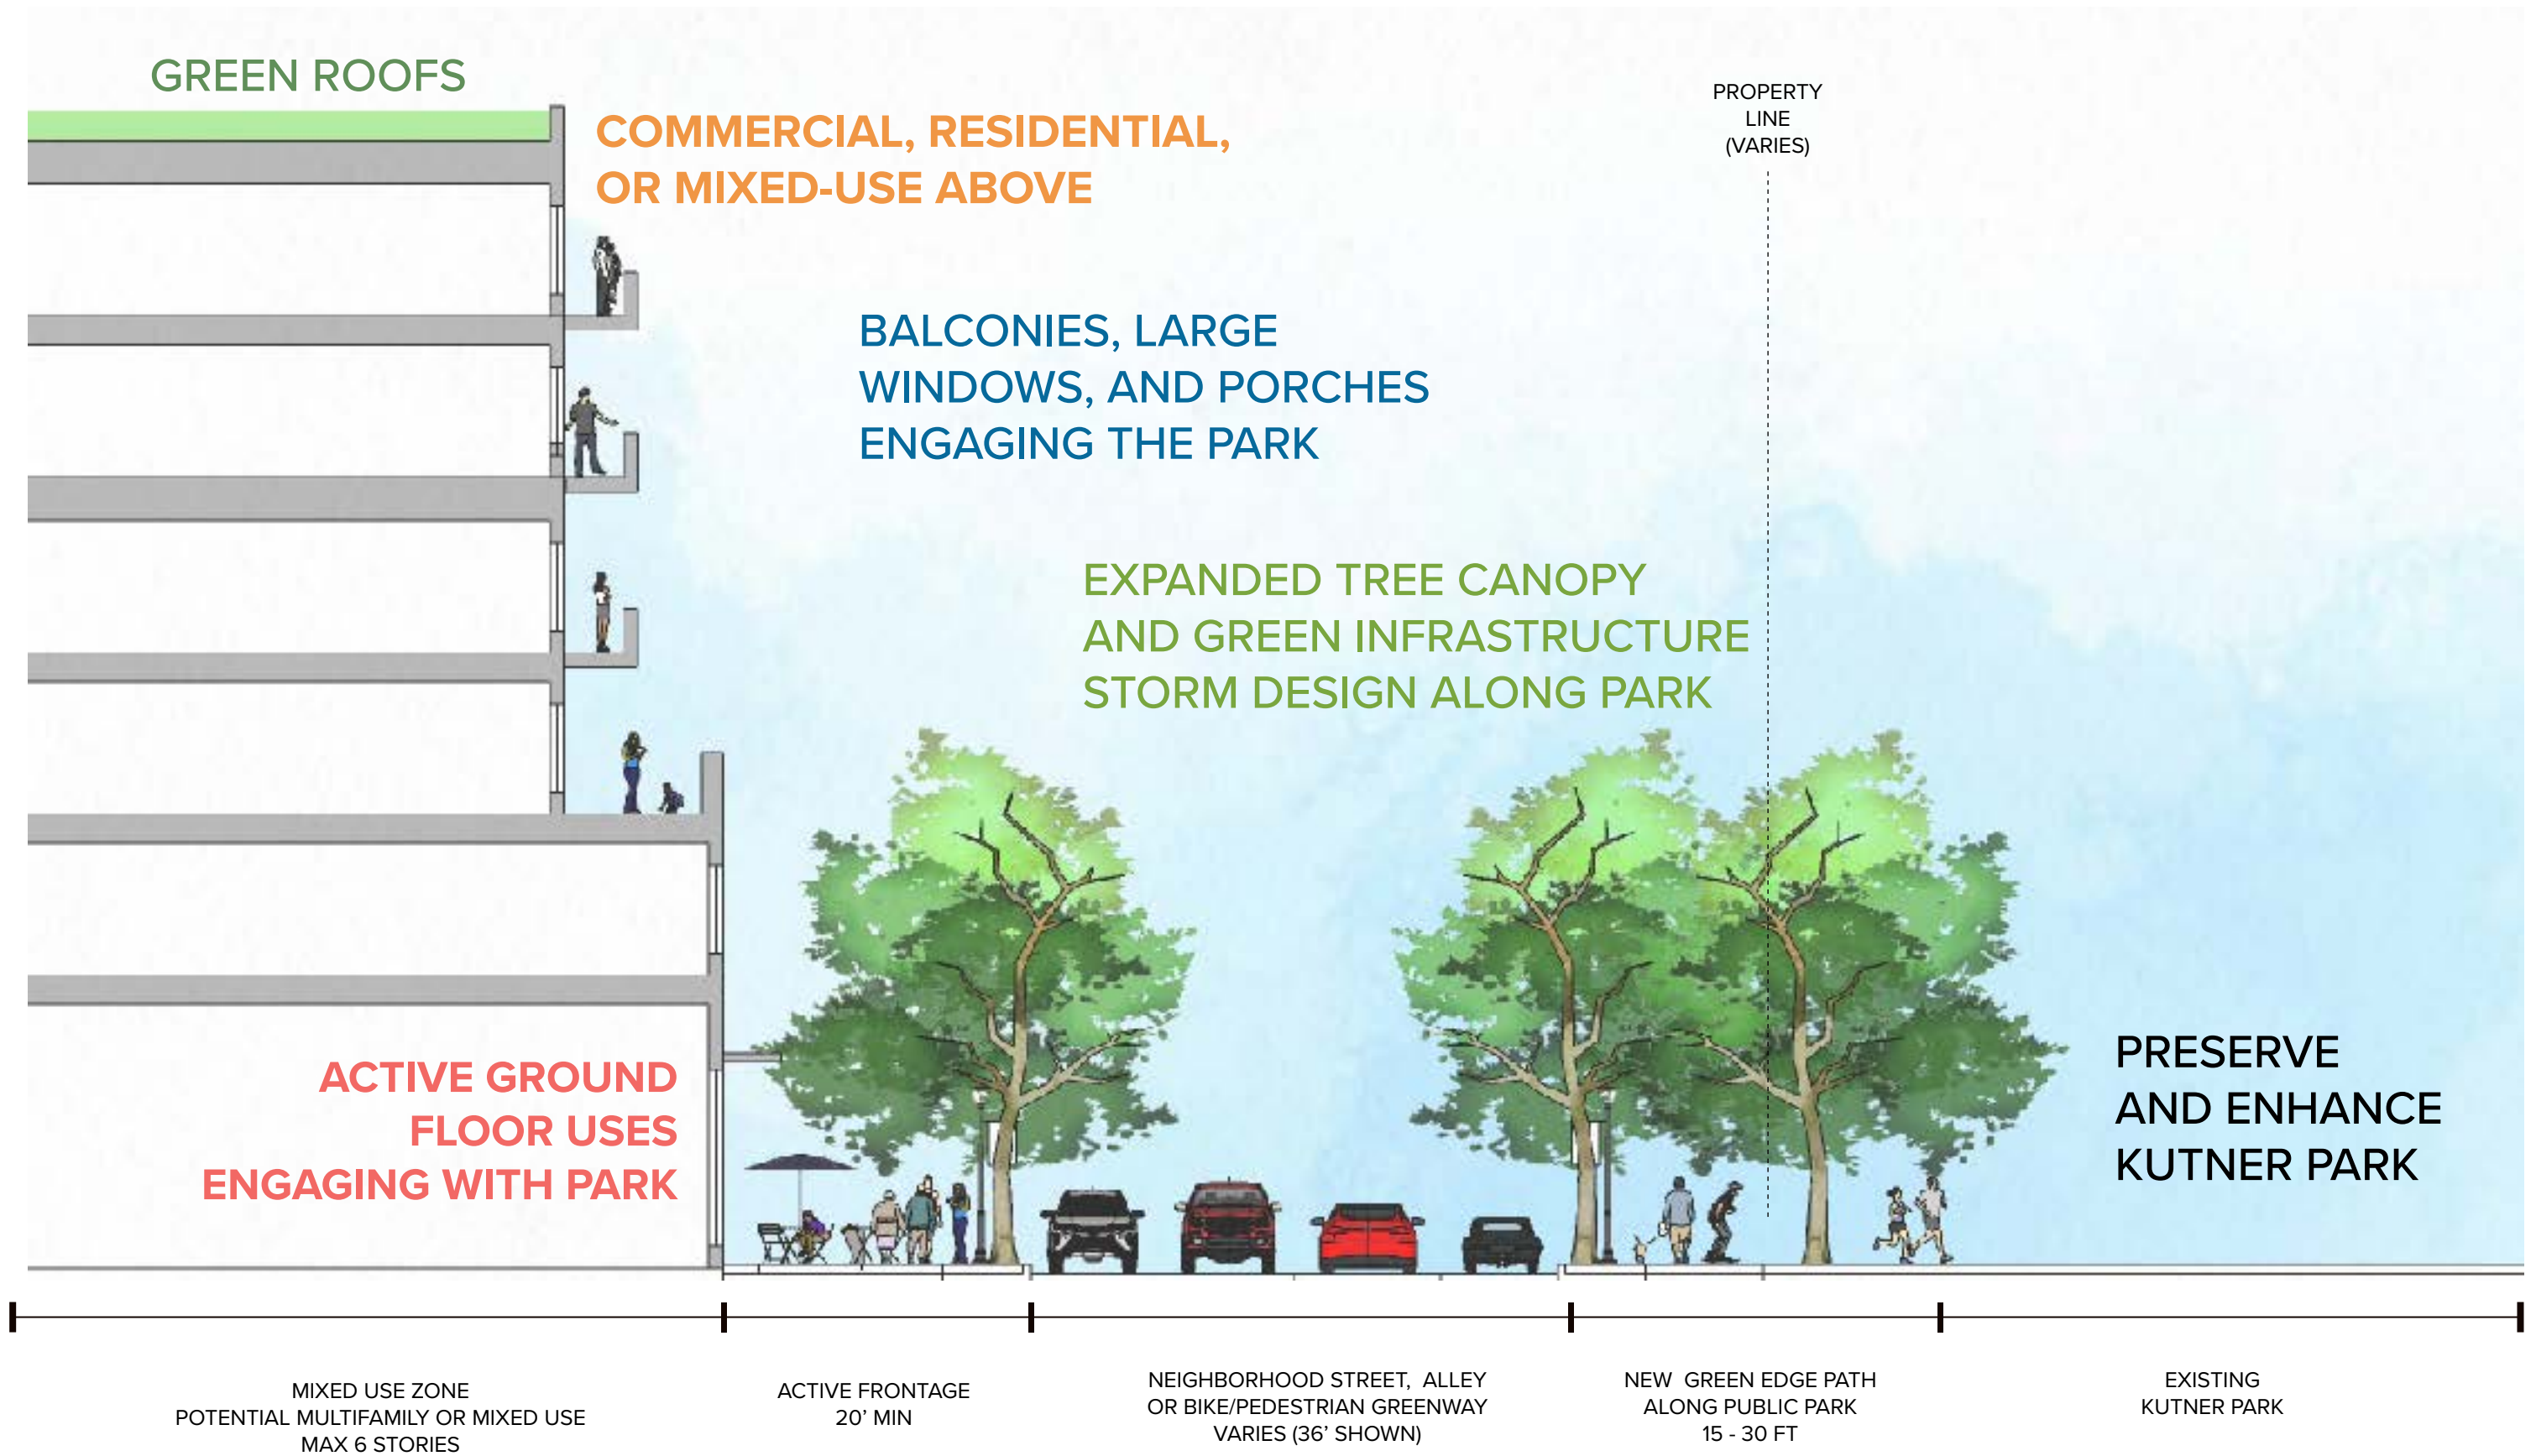 GREEN ROOFS
COMMERCIAL, RESIDENTIAL,
OR MIXED-USE ABOVE
PROPERTY
LINE
(VARIES)
BALCONIES, LARGE
WINDOWS, AND PORCHES
ENGAGING THE PARK
EXPANDED TREE CANOPY
AND GREEN INFRASTRUCTURE
STORM DESIGN ALONG PARK
ACTIVE GROUND
FLOOR USES
ENGAGING WITH PARK
PRESERVE
AND ENHANCE
KUTNER PARK
MIXED USE ZONE
POTENTIAL MULTIFAMILY OR MIXED USE
MAX 6 STORIES
ACTIVE FRONTAGE
20’ MIN
NEIGHBORHOOD STREET, ALLEY
OR BIKE/PEDESTRIAN GREENWAY
VARIES (36’ SHOWN)
NEW GREEN EDGE PATH
ALONG PUBLIC PARK
15 - 30 FT
EXISTING
KUTNER PARK